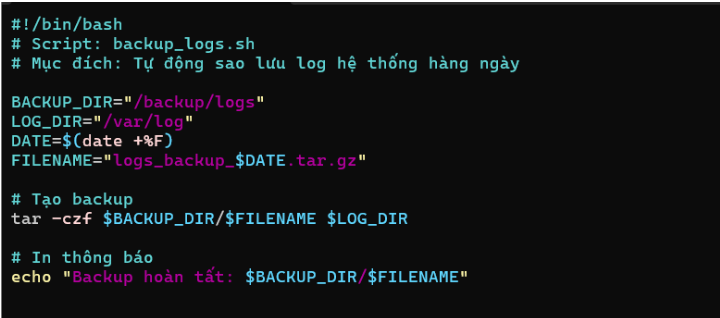 #!/bin/bash
# Script: backup_logs.sh
# Mục đích: Tự động sao lưu log hệ thống hàng ngày
BACKUP_DIR="/backup/logs"
LOG_DIR="/var/log"
DATE=$(date +%F)
FILENAME="logs_backup_$DATE.tar.gz"
# Tạo backup
tar -czf $BACKUP_DIR/$FILENAME $LOG_DIR
# In thông báo
echo "Backup hoàn tất: $BACKUP_DIR/$FILENAME"